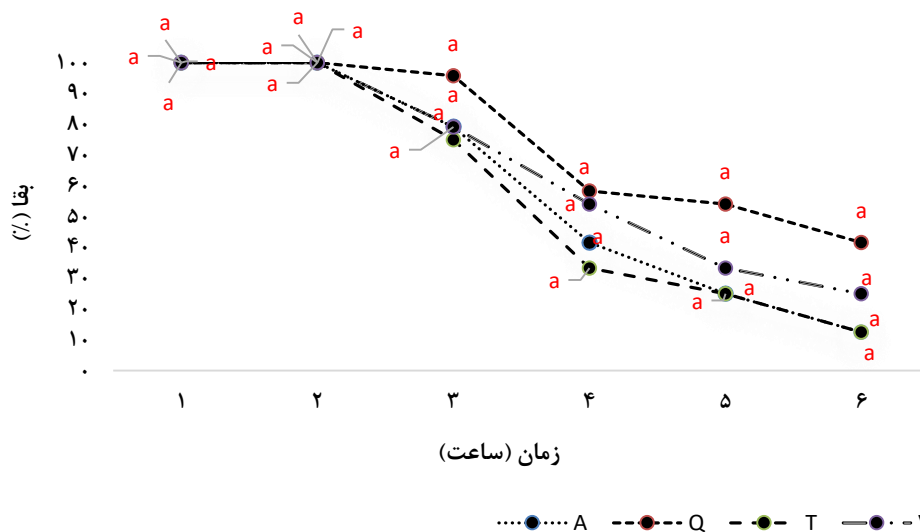 a
a a a
a a
a a
a a
۱۰۰
۹۰ a
۸۰ a
۷۰ a
۶۰ a a
۵۰ a a
۴۰ a a
۳۰ a a a
۲۰ a a
۱۰ a
۰
بقا (%)
۱ ۲ ۳ ۴ ۵ ۶
زمان (ساعت)
A Q T